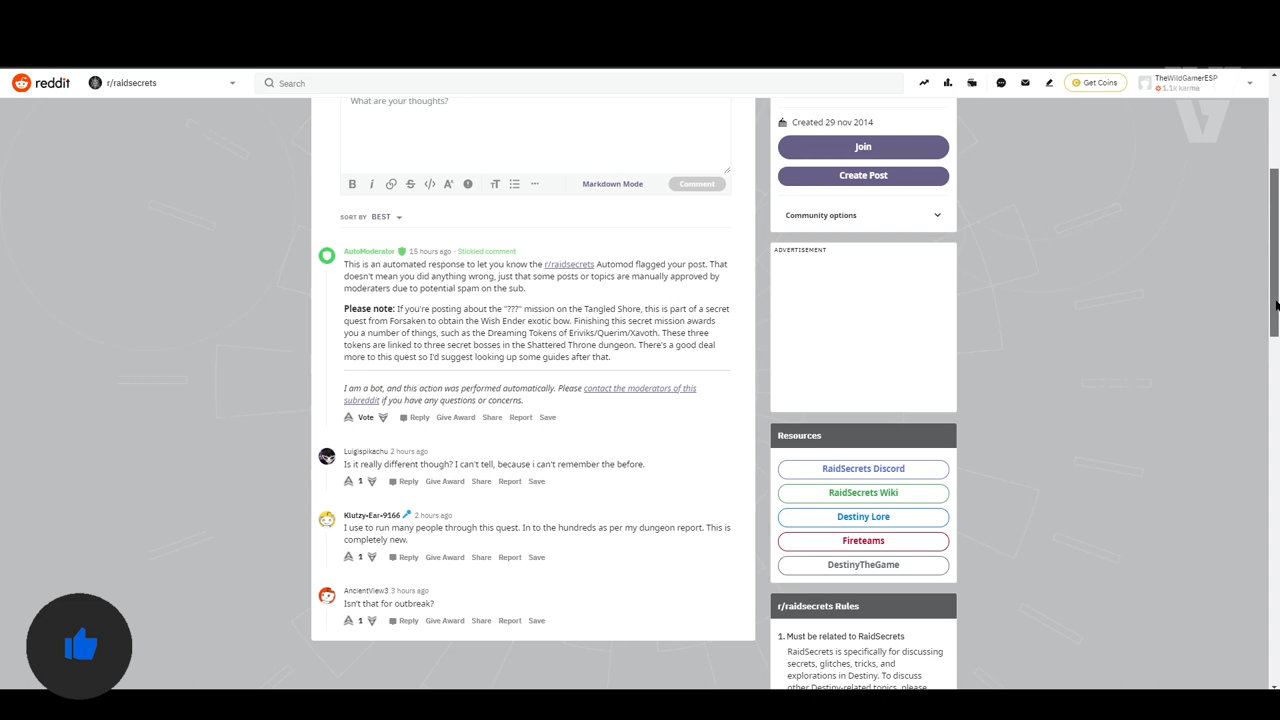 reddit
r/raidsecrets
Search
Get Coins
TheWildGamerESP
1.1k karma
What are your thoughts?
Markdown Mode
Comment
SORT BY BEST
AutoModerator 15 hours ago · Stickied comment
This is an automated response to let you know the r/raidsecrets Automod flagged your post. That
doesn't mean you did anything wrong, just that some posts or topics are manually approved by
moderaters due to potential spam on the sub.
Please note: If you're posting about the "???" mission on the Tangled Shore, this is part of a secret
quest from Forsaken to obtain the Wish Ender exotic bow. Finishing this secret mission awards
you a number of things, such as the Dreaming Tokens of Eriviks/Querim/Xavoth. These three
tokens are linked to three secret bosses in the Shattered Throne dungeon. There's a good deal
more to this quest so I'd suggest looking up some guides after that.
I am a bot, and this action was performed automatically. Please contact the moderators of this
subreddit if you have any questions or concerns.
Vote Reply Give Award Share Report Save
Luigispikachu 2 hours ago
Is it really different though? I can't tell, because i can't remember the before.
1 Reply Give Award Share Report Save
Klutzy-Ear-9166 2 hours ago
I use to run many people through this quest. In to the hundreds as per my dungeon report. This is
completely new.
1 Reply Give Award Share Report Save
AncientView3 3 hours ago
Isn't that for outbreak?
1 Reply Give Award Share Report Save
Created 29 nov 2014
Join
Create Post
Community options
ADVERTISEMENT
Resources
RaidSecrets Discord
RaidSecrets Wiki
Destiny Lore
Fireteams
DestinyTheGame
r/raidsecrets Rules
1. Must be related to RaidSecrets
RaidSecrets is specifically for discussing
secrets, glitches, tricks, and
explorations in Destiny. To discuss
other Destiny-related topics, please